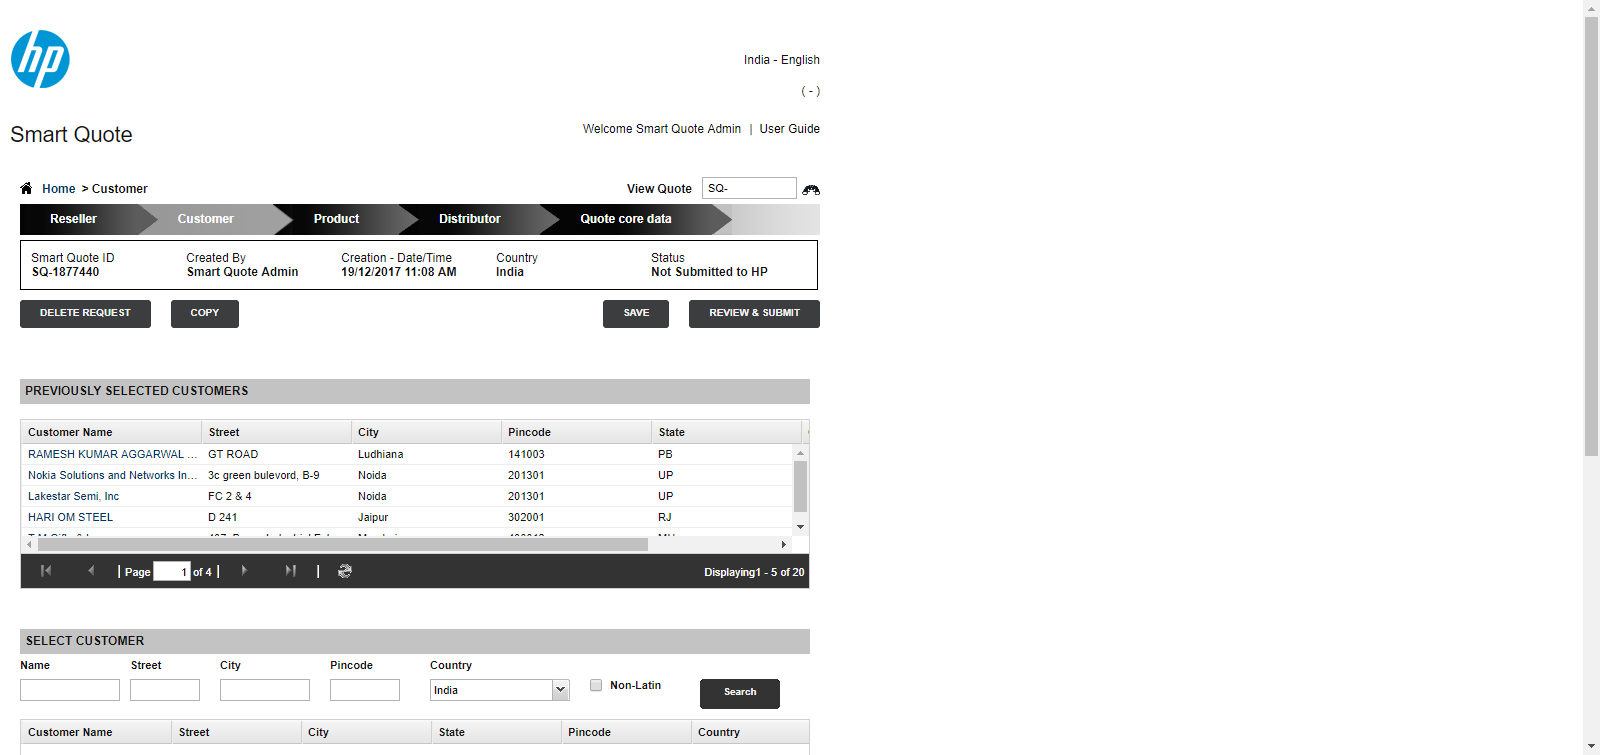 hp
India - English
( - )
Smart Quote
Welcome Smart Quote Admin | User Guide
Home > Customer
View Quote SQ-
Reseller Customer Product Distributor Quote core data
Smart Quote ID Created By Creation - Date/Time Country Status
SQ-1877440 Smart Quote Admin 19/12/2017 11:08 AM India Not Submitted to HP
DELETE REQUEST COPY SAVE REVIEW & SUBMIT
PREVIOUSLY SELECTED CUSTOMERS
Customer Name Street City Pincode State
RAMESH KUMAR AGGARWAL ... GT ROAD Ludhiana 141003 PB
Nokia Solutions and Networks In... 3c green bulevord, B-9 Noida 201301 UP
Lakestar Semi, Inc FC 2 & 4 Noida 201301 UP
HARI OM STEEL D 241 Jaipur 302001 RJ
| Page 1 of 4 | | Displaying1 - 5 of 20
SELECT CUSTOMER
Name Street City Pincode Country
India Non-Latin Search
Customer Name Street City State Pincode Country